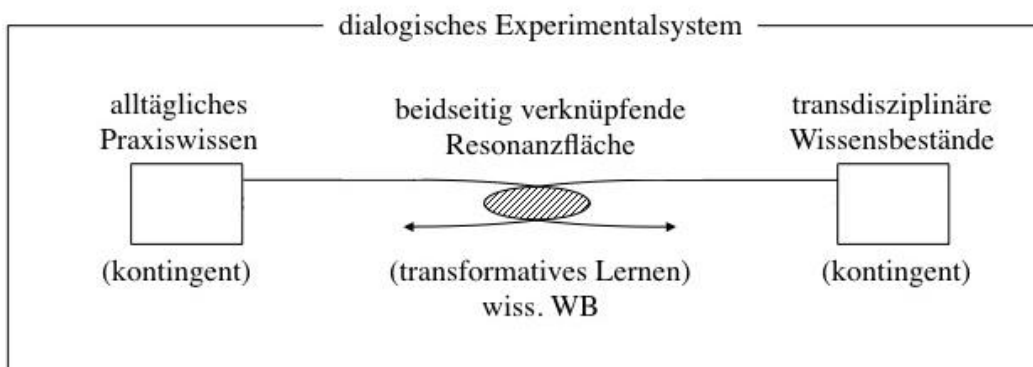 dialogisches Experimentalsystem
alltägliches
Praxiswissen
beidseitig verknüpfende
Resonanzfläche
transdisziplinäre
Wissensbestände
(kontingent)
(transformatives Lernen)
wiss. WB
(kontingent)